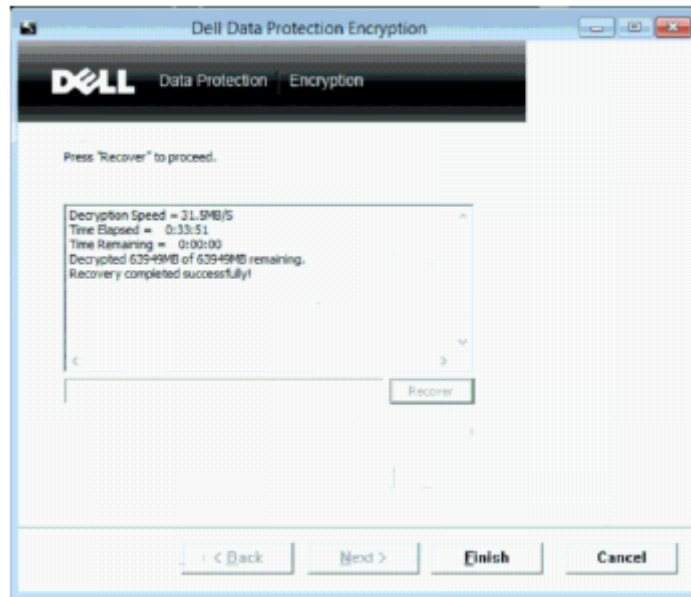 Dell Data Protection Encryption
DELL Data Protection | Encryption
Press "Recover" to proceed.
Decryption Speed = 31.5MB/S
Time Elapsed = 0:33:51
Time Remaining = 0:00:00
Decrypted 63949MB of 63949MB remaining.
Recovery completed successfully!
Recover
< Back Next > Finish Cancel